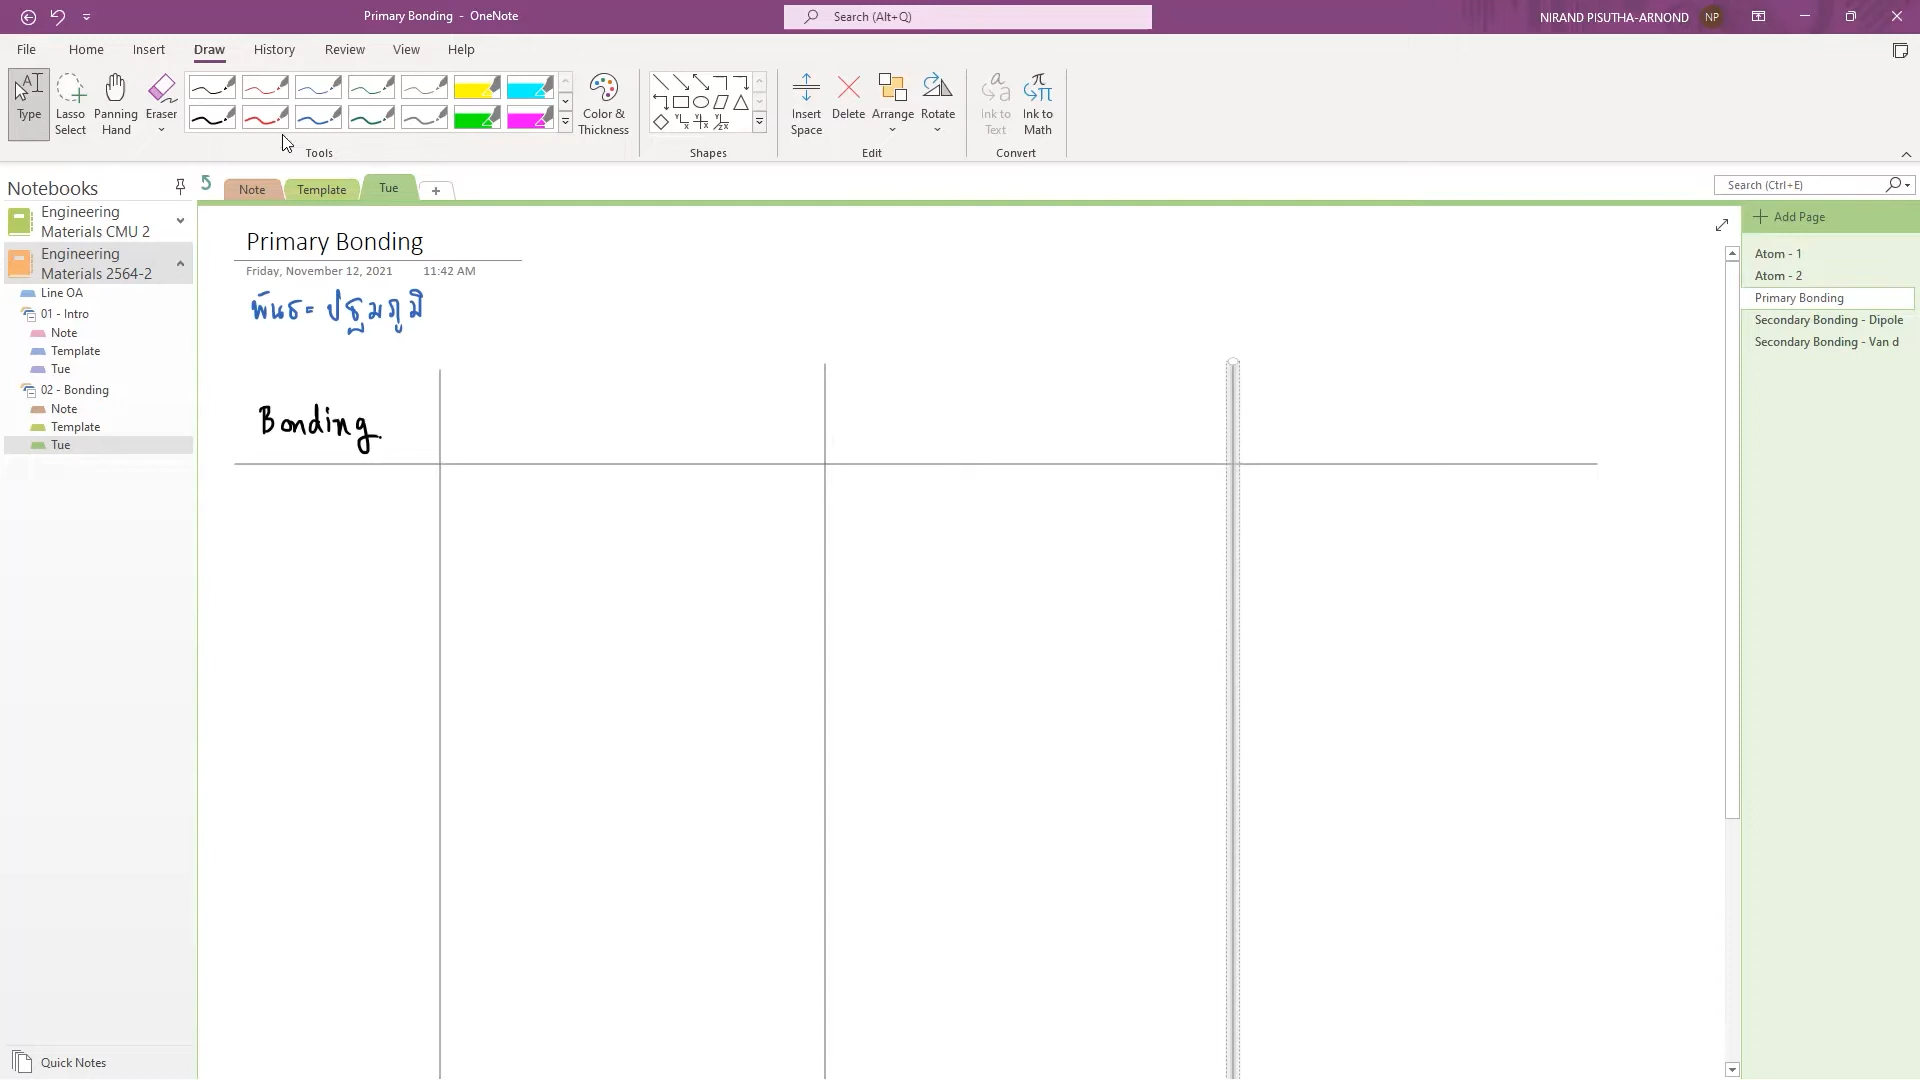 Primary Bonding - OneNote
Search (Alt+Q)
NIRAND PISUTHA-ARNOND
NP
File
Home
Insert
Draw
History
Review
View
Help
Type
Lasso
Select
Panning
Hand
Eraser
Color &
Thickness
Insert
Space
Delete
Arrange
Rotate
Ink to
Text
Ink to
Math
Tools
Shapes
Edit
Convert
Notebooks
Note
Template
Tue
Search (Ctrl+E)
Engineering
Materials CMU 2
Engineering
Materials 2564-2
Line OA
01 - Intro
Note
Template
Tue
02 - Bonding
Note
Template
Tue
Quick Notes
Primary Bonding
Friday, November 12, 2021 11:42 AM
พันธะปฐมภูมิ
Bonding
Add Page
Atom - 1
Atom - 2
Primary Bonding
Secondary Bonding - Dipole
Secondary Bonding - Van d